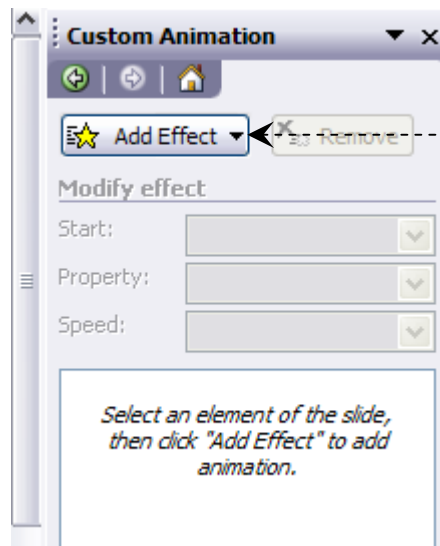 Custom Animation
Add Effect
Remove
Modify effect
Start:
Property:
Speed:
Select an element of the slide,
then click "Add Effect" to add
animation.